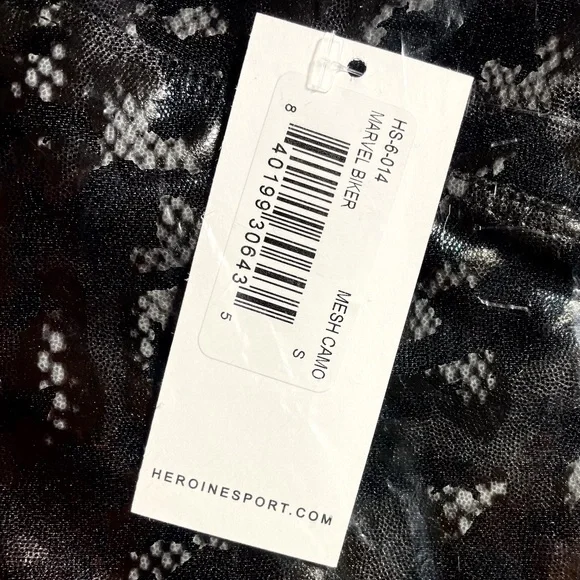 HS-6-014
MARVEL BIKER
MESH CAMO
8 40199 30643 5
S
HEROINESPORT.COM